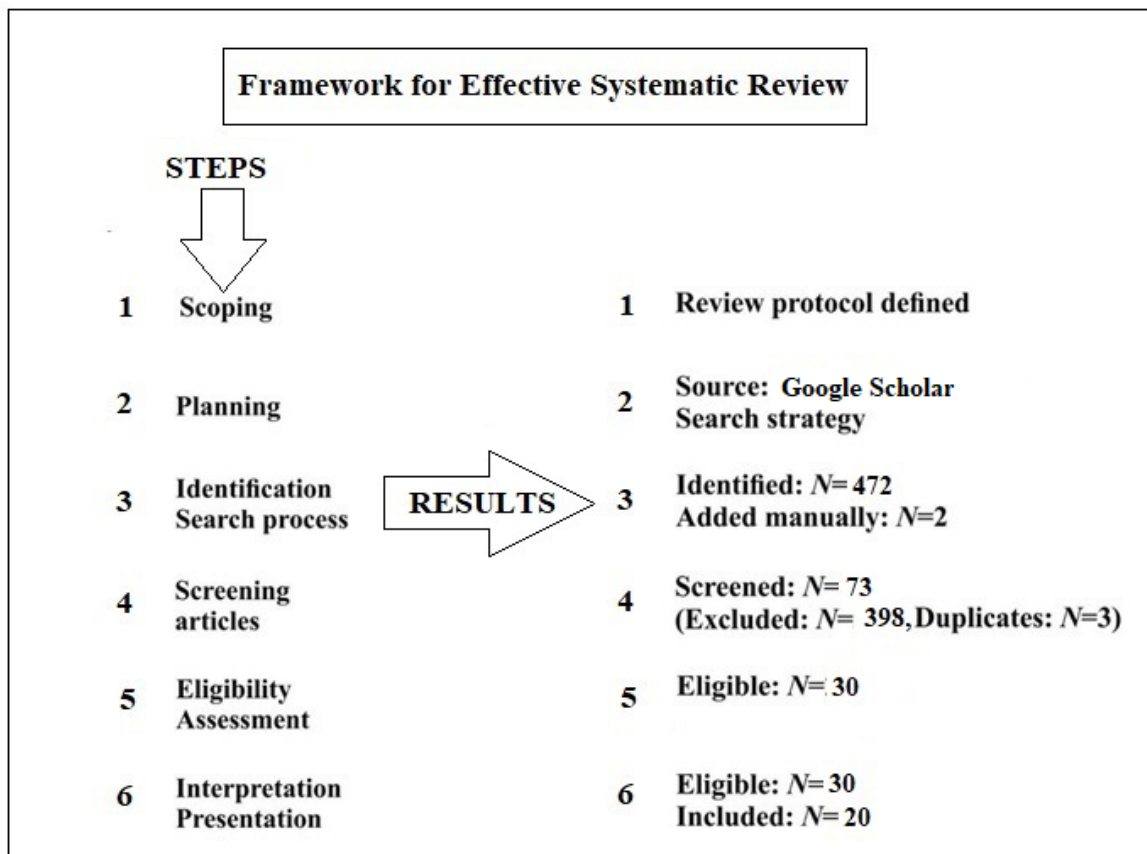 Framework for Effective Systematic Review
STEPS
1 Scoping
1 Review protocol defined
2 Planning
2 Source: Google Scholar
Search strategy
3 Identification
Search process
RESULTS
3 Identified: N= 472
Added manually: N=2
4 Screening
articles
4 Screened: N= 73
(Excluded: N= 398, Duplicates: N=3)
5 Eligibility
Assessment
5 Eligible: N= 30
6 Interpretation
Presentation
6 Eligible: N= 30
Included: N= 20